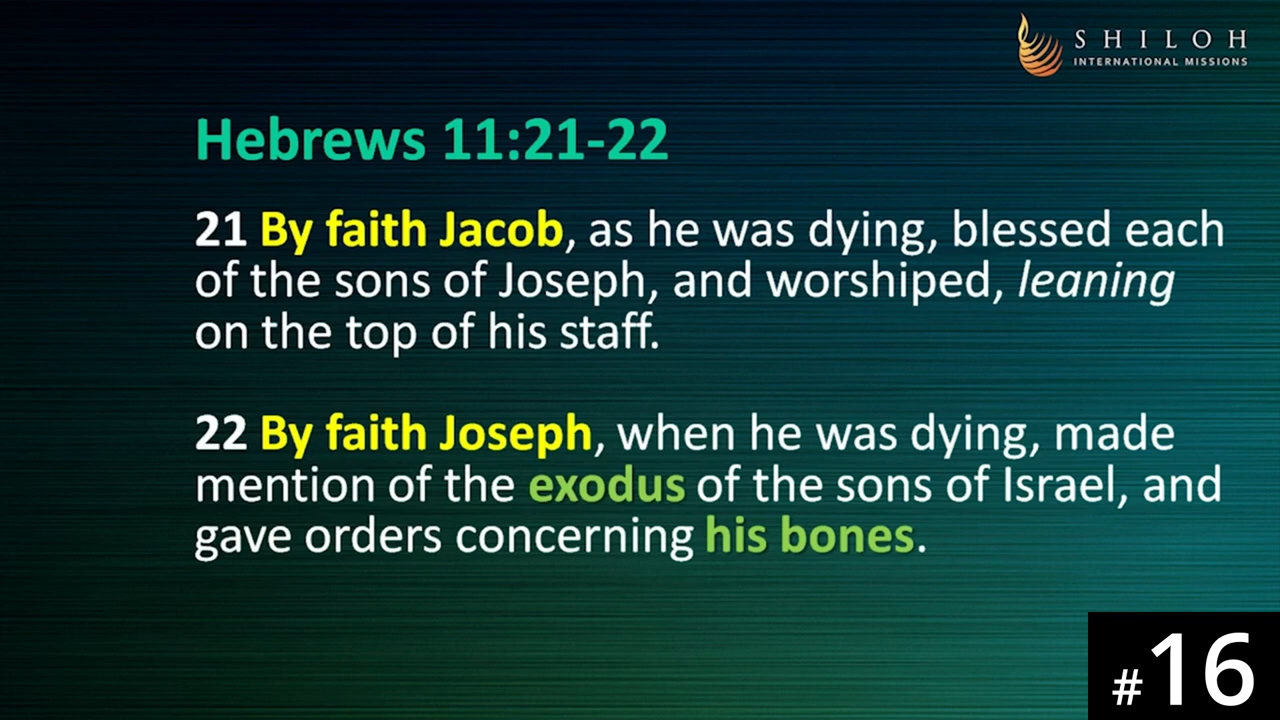 SHILOH
INTERNATIONAL MISSIONS
Hebrews 11:21-22
21 By faith Jacob, as he was dying, blessed each
of the sons of Joseph, and worshiped, leaning
on the top of his staff.
22 By faith Joseph, when he was dying, made
mention of the exodus of the sons of Israel, and
gave orders concerning his bones.
#16